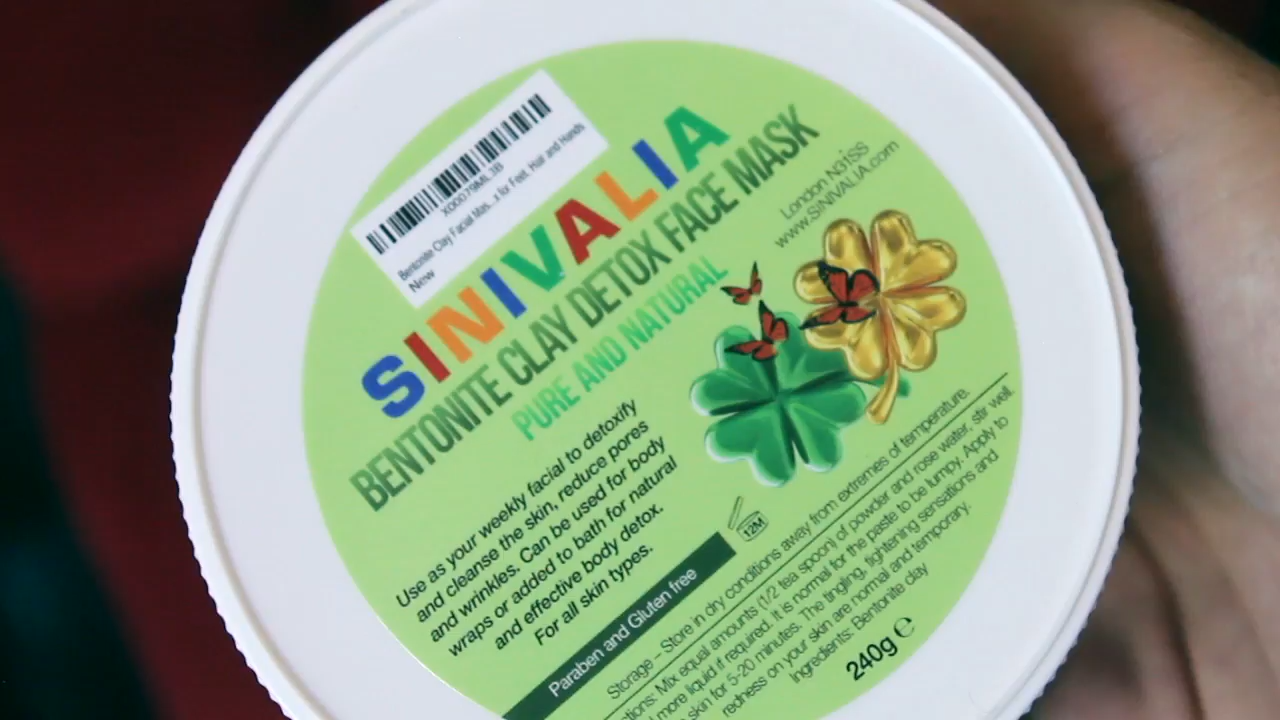 X00079ML3B
Bentonite Clay Facial Mas...x for Feet, Hair and Hands
New
SINIVALIA
BENTONITE CLAY DETOX FACE MASK
PURE AND NATURAL
London N31SS
www.SINIVALIA.com
Use as your weekly facial to detoxify
and cleanse the skin, reduce pores
and wrinkles. Can be used for body
wraps or added to bath for natural
and effective body detox.
For all skin types.
12M
Paraben and Gluten free
Storage – Store in dry conditions away from extremes of temperature.
Mix equal amounts (1/2 tea spoon) of powder and rose water, stir well.
more liquid if required. It is normal for the paste to be lumpy. Apply to
skin for 5-20 minutes. The tingling, tightening sensations and
redness on your skin are normal and temporary.
Ingredients: Bentonite clay
240g ℮